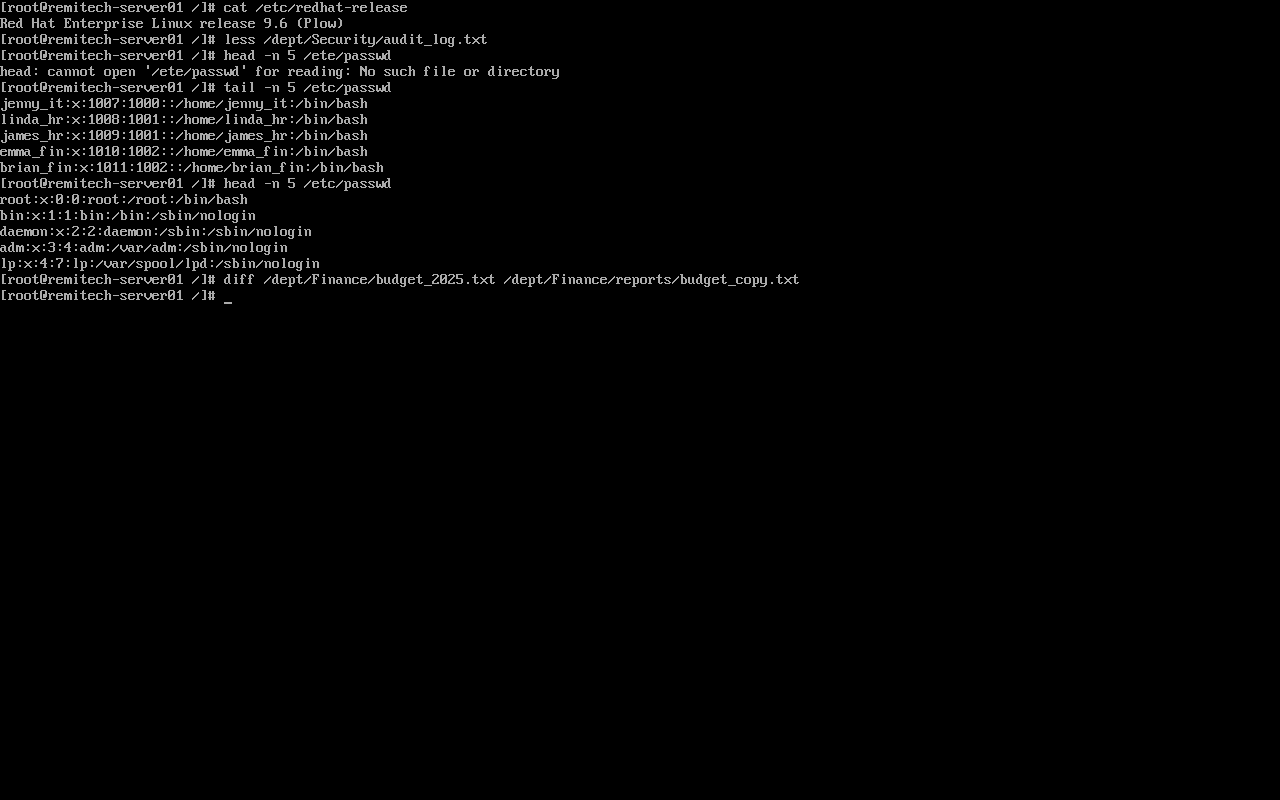 [root@remitech-server01 /]# cat /etc/redhat-release
Red Hat Enterprise Linux release 9.6 (Plow)
[root@remitech-server01 /]# less /dept/Security/audit_log.txt
[root@remitech-server01 /]# head -n 5 /ete/passwd
head: cannot open '/ete/passwd' for reading: No such file or directory
[root@remitech-server01 /]# tail -n 5 /etc/passwd
jenny_it:x:1007:1000::/home/jenny_it:/bin/bash
linda_hr:x:1008:1001::/home/linda_hr:/bin/bash
james_hr:x:1009:1001::/home/james_hr:/bin/bash
emma_fin:x:1010:1002::/home/emma_fin:/bin/bash
brian_fin:x:1011:1002::/home/brian_fin:/bin/bash
[root@remitech-server01 /]# head -n 5 /etc/passwd
root:x:0:0:root:/root:/bin/bash
bin:x:1:1:bin:/bin:/sbin/nologin
daemon:x:2:2:daemon:/sbin:/sbin/nologin
adm:x:3:4:adm:/var/adm:/sbin/nologin
lp:x:4:7:lp:/var/spool/lpd:/sbin/nologin
[root@remitech-server01 /]# diff /dept/Finance/budget_2025.txt /dept/Finance/reports/budget_copy.txt
[root@remitech-server01 /]# _